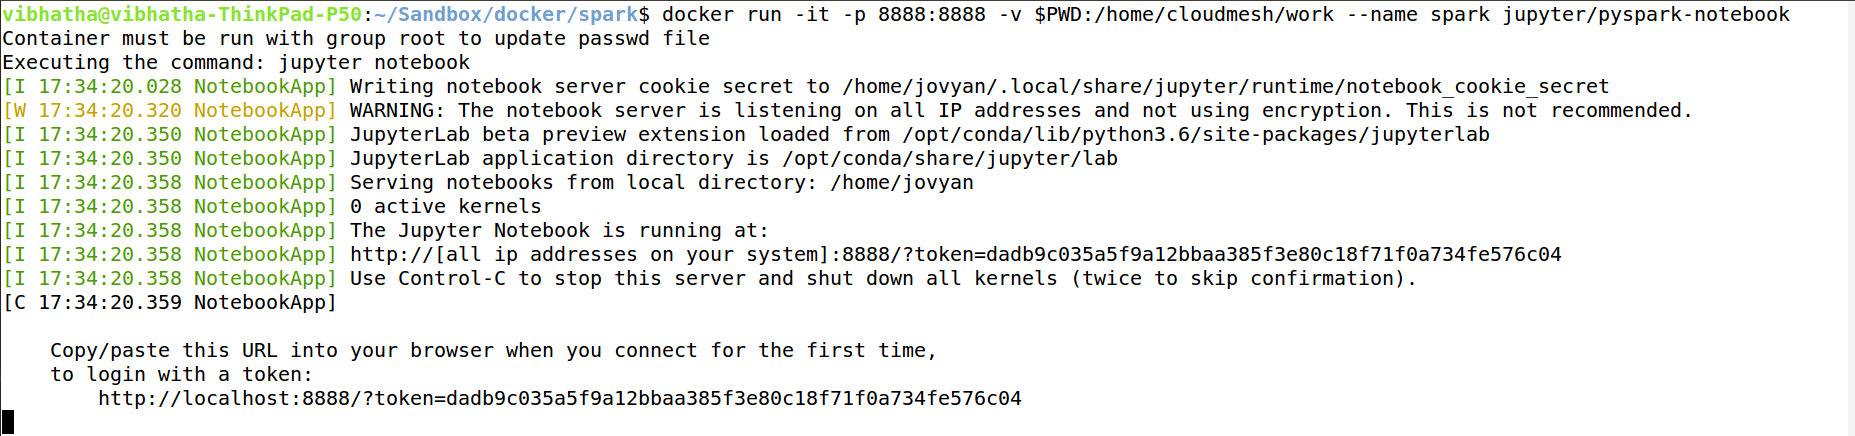 vibhatha@vibhatha-ThinkPad-P50:~/Sandbox/docker/spark$ docker run -it -p 8888:8888 -v $PWD:/home/cloudmesh/work --name spark jupyter/pyspark-notebook
Container must be run with group root to update passwd file
Executing the command: jupyter notebook
[I 17:34:20.028 NotebookApp] Writing notebook server cookie secret to /home/jovyan/.local/share/jupyter/runtime/notebook_cookie_secret
[W 17:34:20.320 NotebookApp] WARNING: The notebook server is listening on all IP addresses and not using encryption. This is not recommended.
[I 17:34:20.350 NotebookApp] JupyterLab beta preview extension loaded from /opt/conda/lib/python3.6/site-packages/jupyterlab
[I 17:34:20.350 NotebookApp] JupyterLab application directory is /opt/conda/share/jupyter/lab
[I 17:34:20.358 NotebookApp] Serving notebooks from local directory: /home/jovyan
[I 17:34:20.358 NotebookApp] 0 active kernels
[I 17:34:20.358 NotebookApp] The Jupyter Notebook is running at:
[I 17:34:20.358 NotebookApp] http://[all ip addresses on your system]:8888/?token=dadb9c035a5f9a12bbaa385f3e80c18f71f0a734fe576c04
[I 17:34:20.358 NotebookApp] Use Control-C to stop this server and shut down all kernels (twice to skip confirmation).
[C 17:34:20.359 NotebookApp]
Copy/paste this URL into your browser when you connect for the first time,
to login with a token:
http://localhost:8888/?token=dadb9c035a5f9a12bbaa385f3e80c18f71f0a734fe576c04